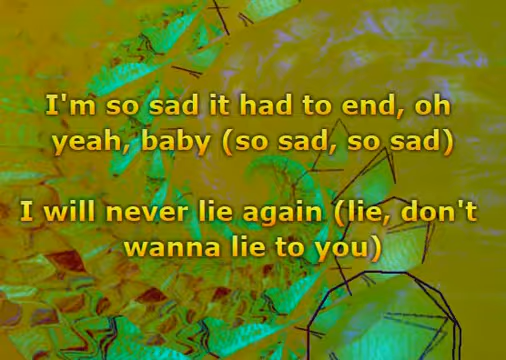 I'm so sad it had to end, oh
yeah, baby (so sad, so sad)
I will never lie again (lie, don't
wanna lie to you)